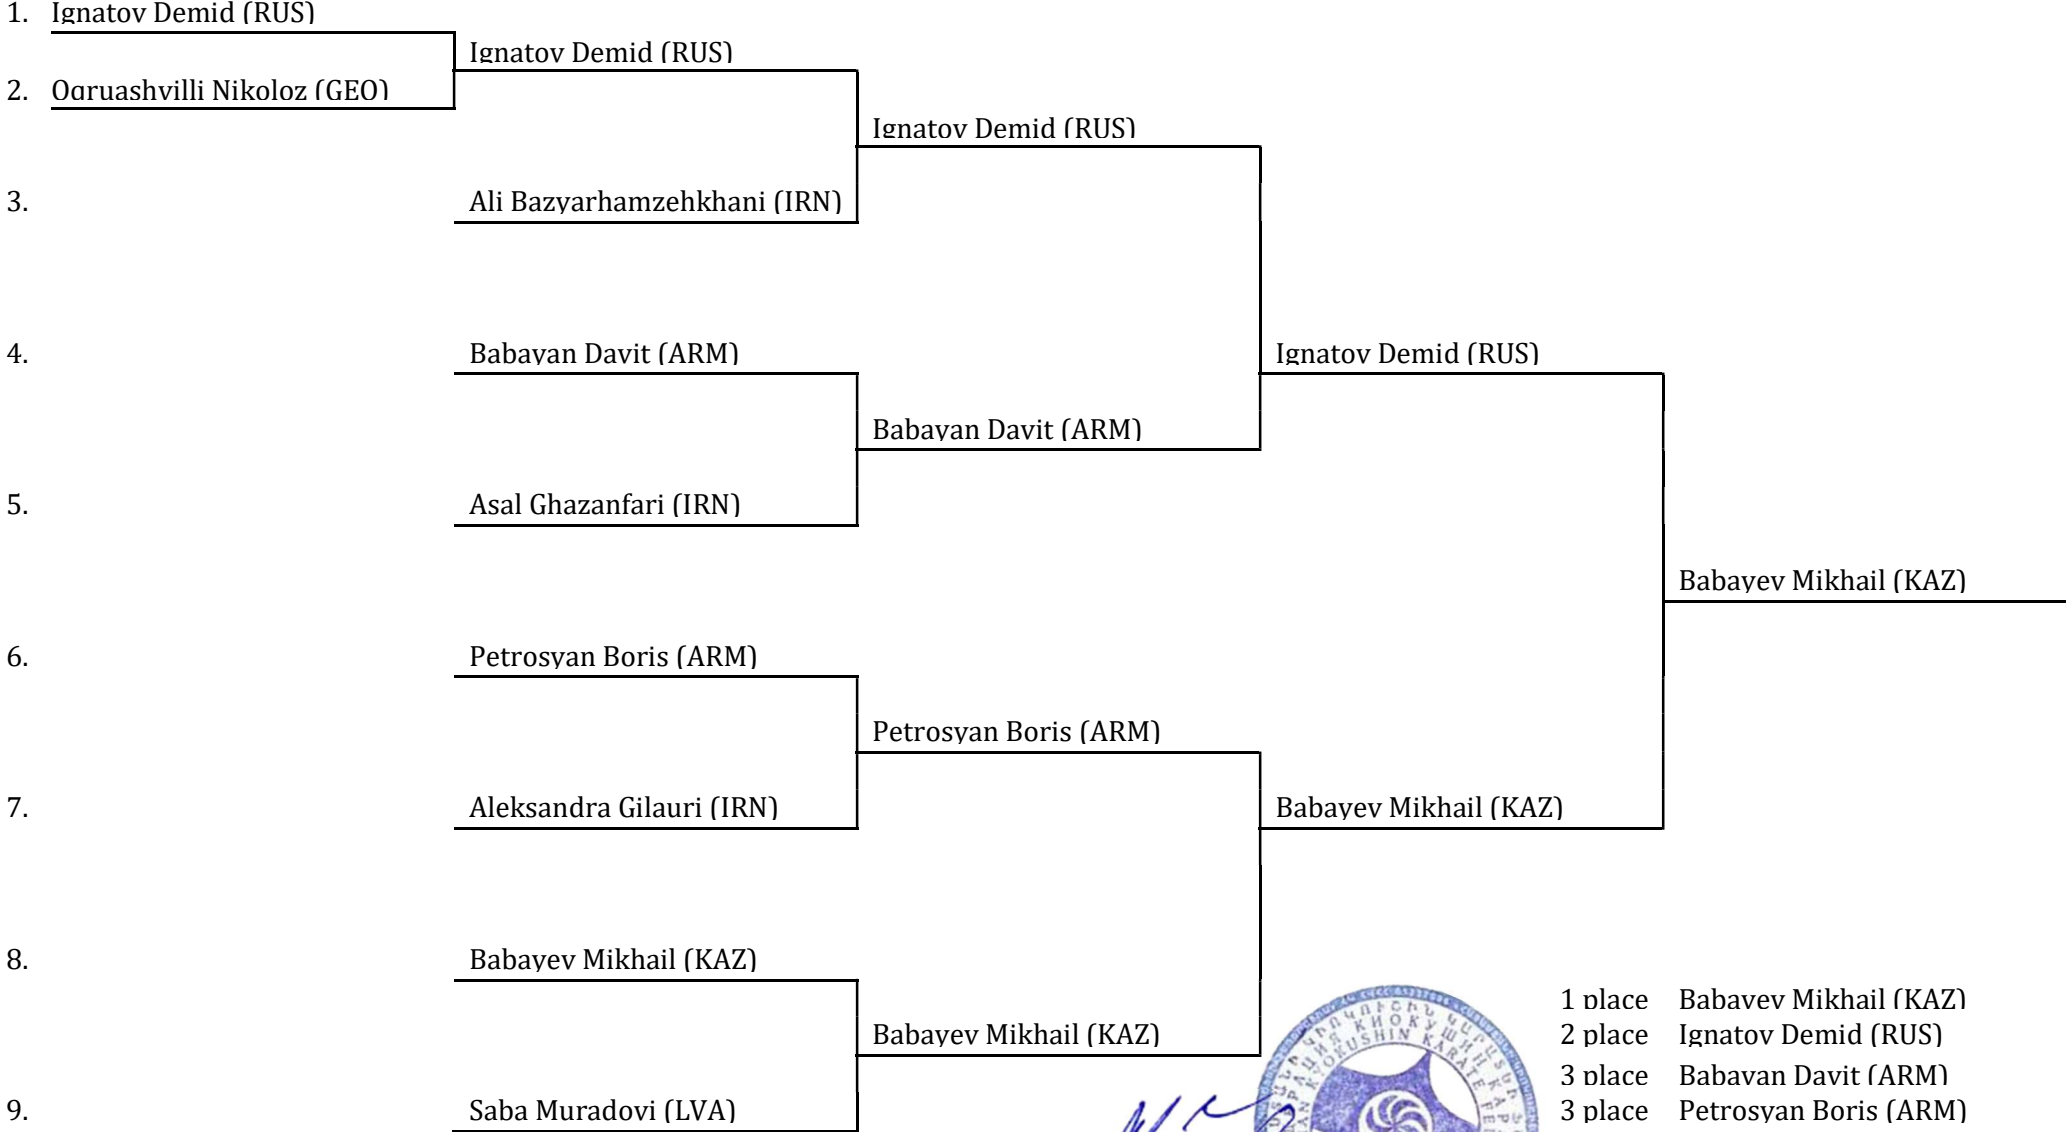 1. Ignatov Demid (RUS)
Ignatov Demid (RUS)
2. Ogruashvilli Nikoloz (GEO)
Ignatov Demid (RUS)
3. Ali Bazyarhamzehkhani (IRN)
4. Babayan Davit (ARM)
Ignatov Demid (RUS)
Babayan Davit (ARM)
5. Asal Ghazanfari (IRN)
Babayev Mikhail (KAZ)
6. Petrosyan Boris (ARM)
Petrosyan Boris (ARM)
7. Aleksandra Gilauri (IRN)
Babayev Mikhail (KAZ)
8. Babayev Mikhail (KAZ)
1 place Babayev Mikhail (KAZ)
Babayev Mikhail (KAZ)
2 place Ignatov Demid (RUS)
3 place Babayan Davit (ARM)
9. Saba Muradovi (LVA)
3 place Petrosyan Boris (ARM)
КИОКУШИН
KYOKUSHIN KARATE